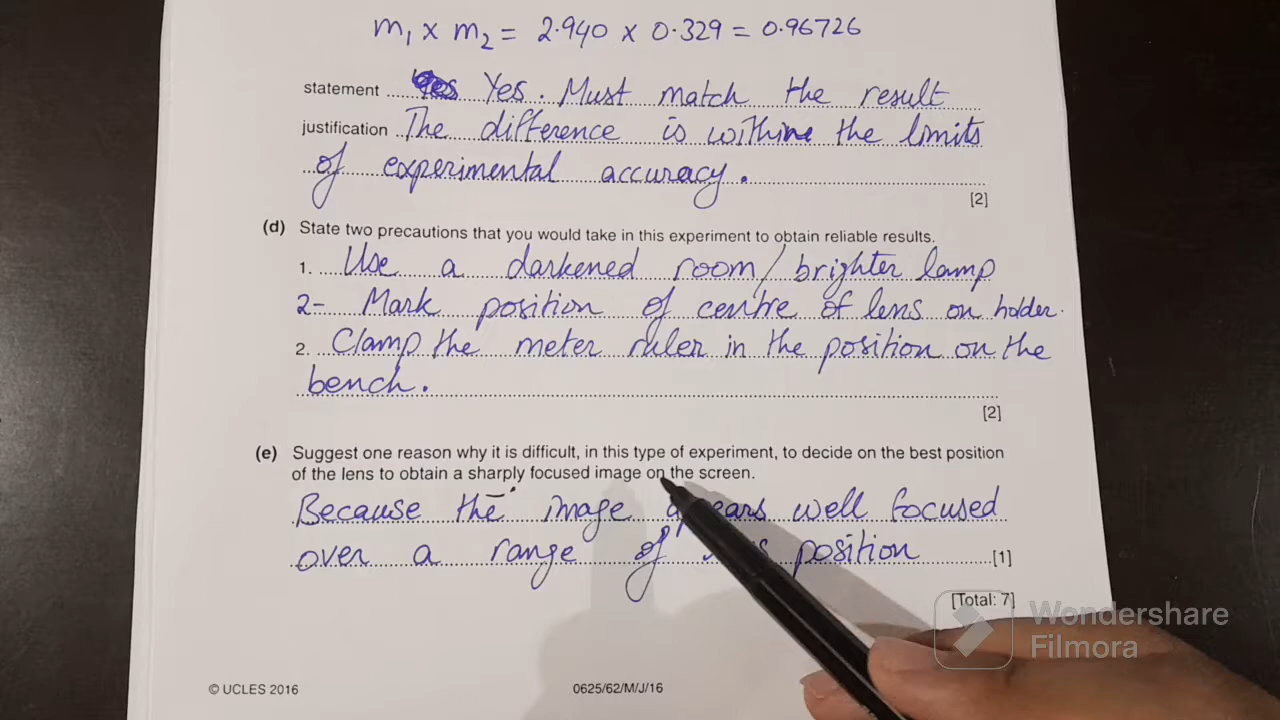 m₁ × m₂ = 2.940 × 0.329 = 0.96726
statement Yes. Must match the result
justification The difference is withine the limits
of experimental accuracy.
[2]
(d) State two precautions that you would take in this experiment to obtain reliable results.
1. Use a darkened room/brighter lamp
2- Mark position of centre of lens on holder.
2. Clamp the meter ruler in the position on the
bench.
[2]
(e) Suggest one reason why it is difficult, in this type of experiment, to decide on the best position
of the lens to obtain a sharply focused image on the screen.
Because the image well focused
over a range of position [1]
[Total: 7]
Wondershare
Filmora
© UCLES 2016
0625/62/M/J/16